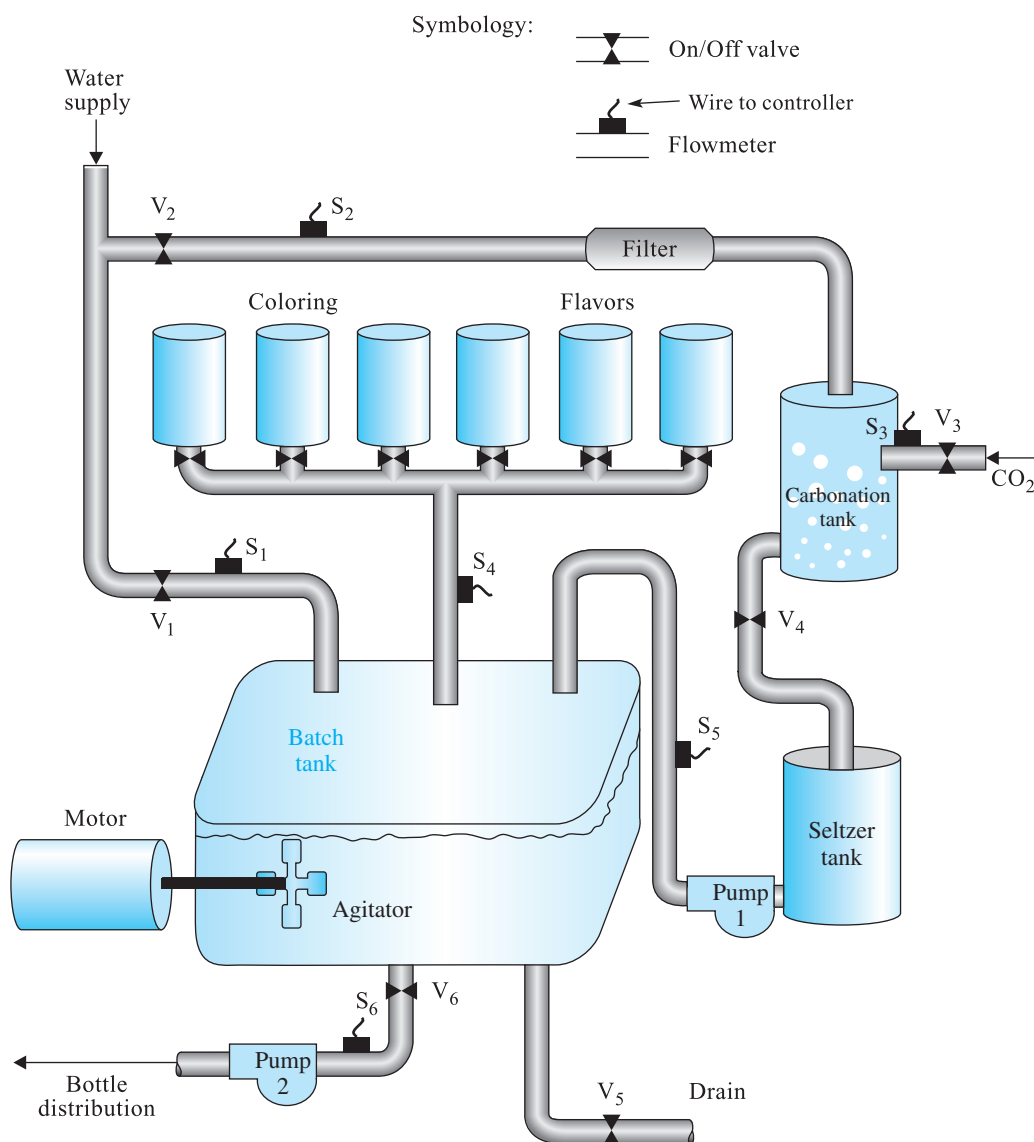 Symbology:
On/Off valve
Wire to controller
Flowmeter
Water
supply
V2
S2
Filter
Coloring
Flavors
S3
V3
CO2
Carbonation
tank
S1
V1
S4
V4
S5
Batch
tank
Motor
Agitator
Seltzer
tank
Pump
1
V6
S6
Pump
2
Bottle
distribution
V5
Drain